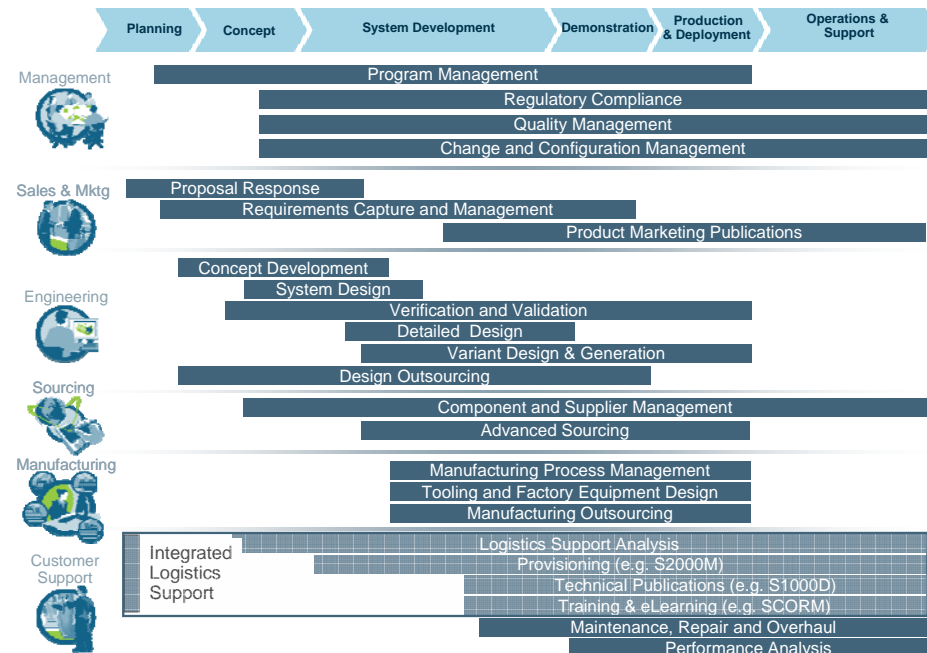 Planning
Concept
System Development
Demonstration
Production
& Deployment
Operations &
Support
Management
Program Management
Regulatory Compliance
Quality Management
Change and Configuration Management
Sales & Mktg
Proposal Response
Requirements Capture and Management
Product Marketing Publications
Engineering
Concept Development
System Design
Verification and Validation
Detailed Design
Variant Design & Generation
Design Outsourcing
Sourcing
Component and Supplier Management
Advanced Sourcing
Manufacturing
Manufacturing Process Management
Tooling and Factory Equipment Design
Manufacturing Outsourcing
Customer
Support
Integrated
Logistics
Support
Logistics Support Analysis
Provisioning (e.g. S2000M)
Technical Publications (e.g. S1000D)
Training & eLearning (e.g. SCORM)
Maintenance, Repair and Overhaul
Performance Analysis